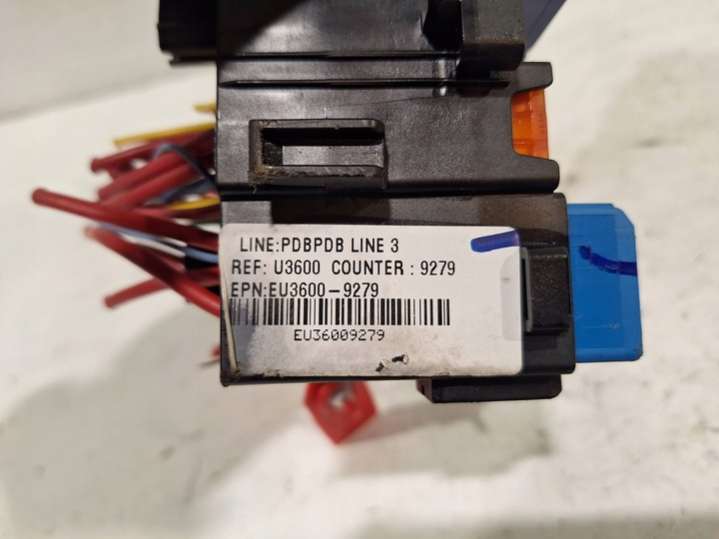 LINE:PDBPDB LINE 3
REF: U3600 COUNTER : 9279
EPN:EU3600-9279
EU36009279